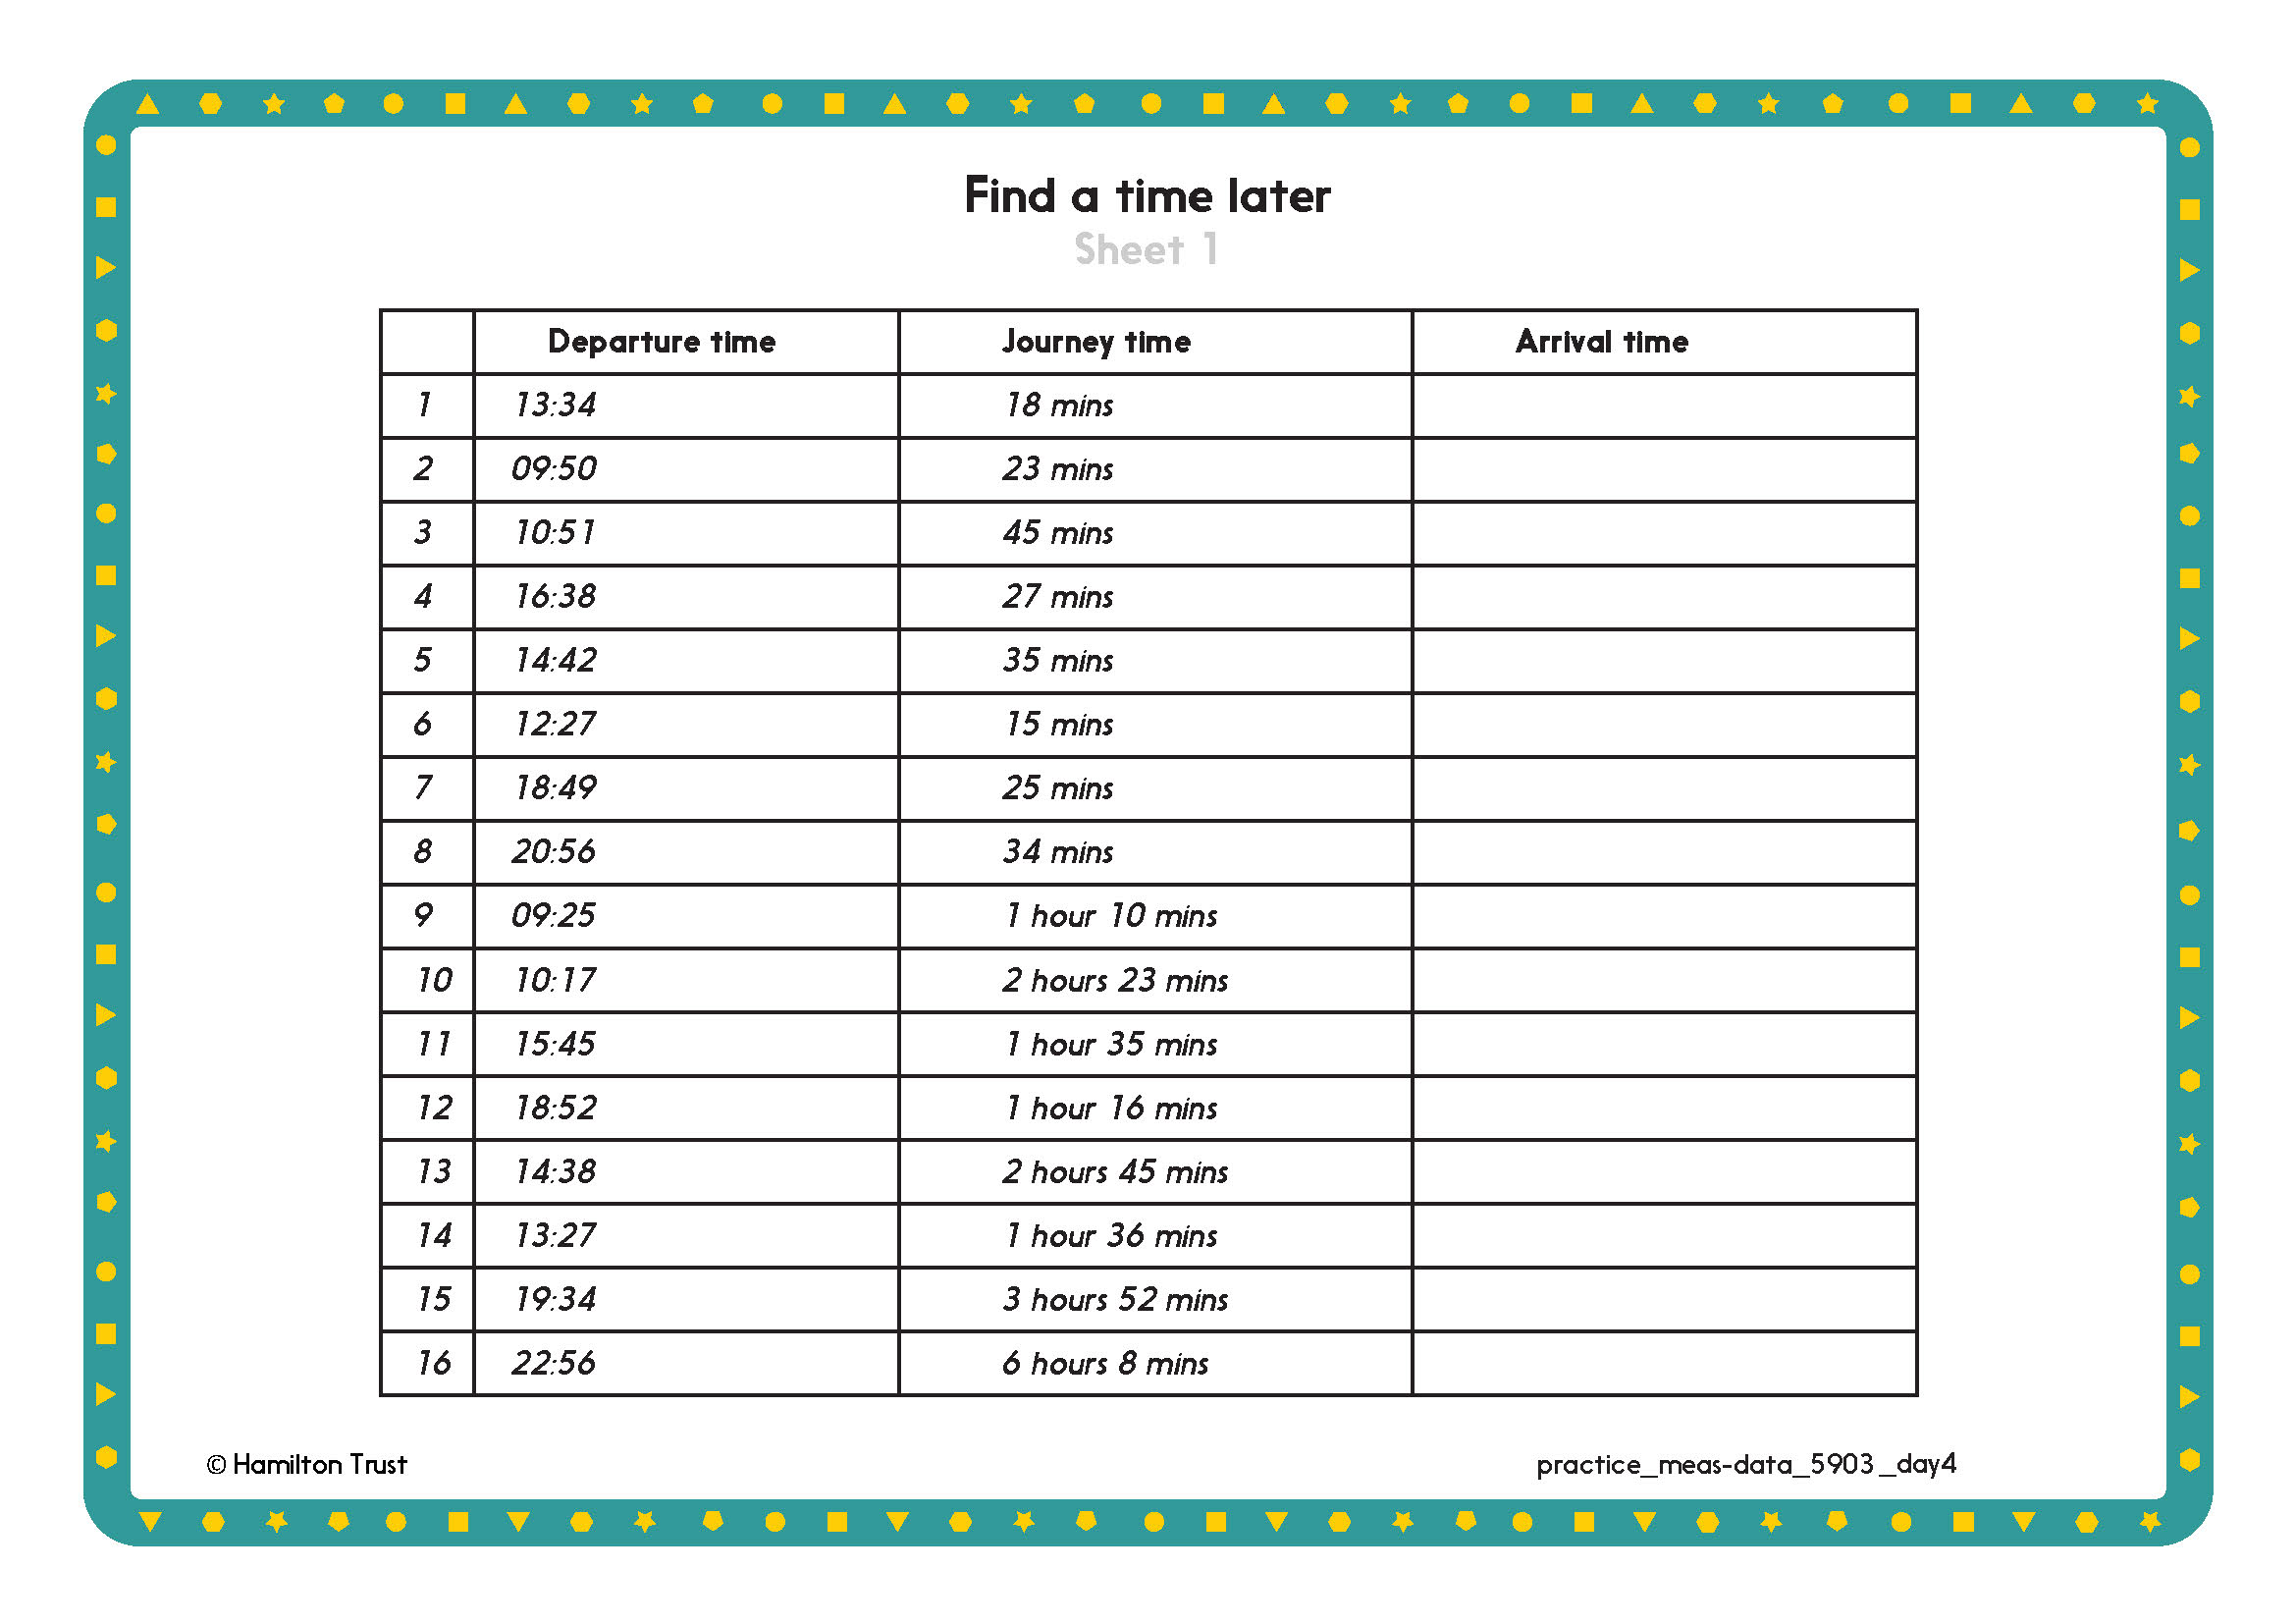 Find a time later
Sheet 1
Departure time Journey time Arrival time
1 13:34 18 mins
2 09:50 23 mins
3 10:51 45 mins
4 16:38 27 mins
5 14:42 35 mins
6 12:27 15 mins
7 18:49 25 mins
8 20:56 34 mins
9 09:25 1 hour 10 mins
10 10:17 2 hours 23 mins
11 15:45 1 hour 35 mins
12 18:52 1 hour 16 mins
13 14:38 2 hours 45 mins
14 13:27 1 hour 36 mins
15 19:34 3 hours 52 mins
16 22:56 6 hours 8 mins
© Hamilton Trust practice_meas-data_5903_day4